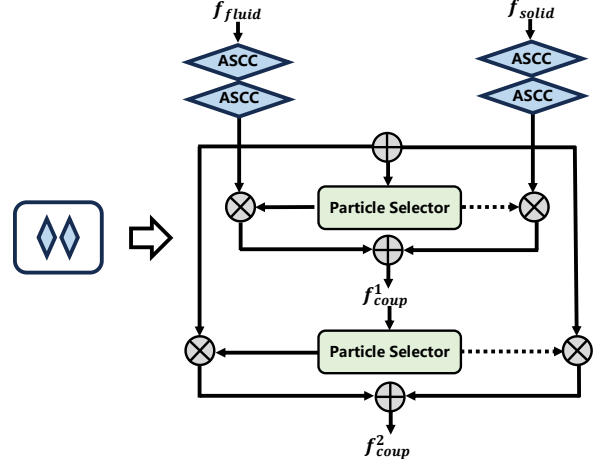 f_fluid
f_solid
ASCC
ASCC
ASCC
ASCC
Particle Selector
f^1_coup
Particle Selector
f^2_coup